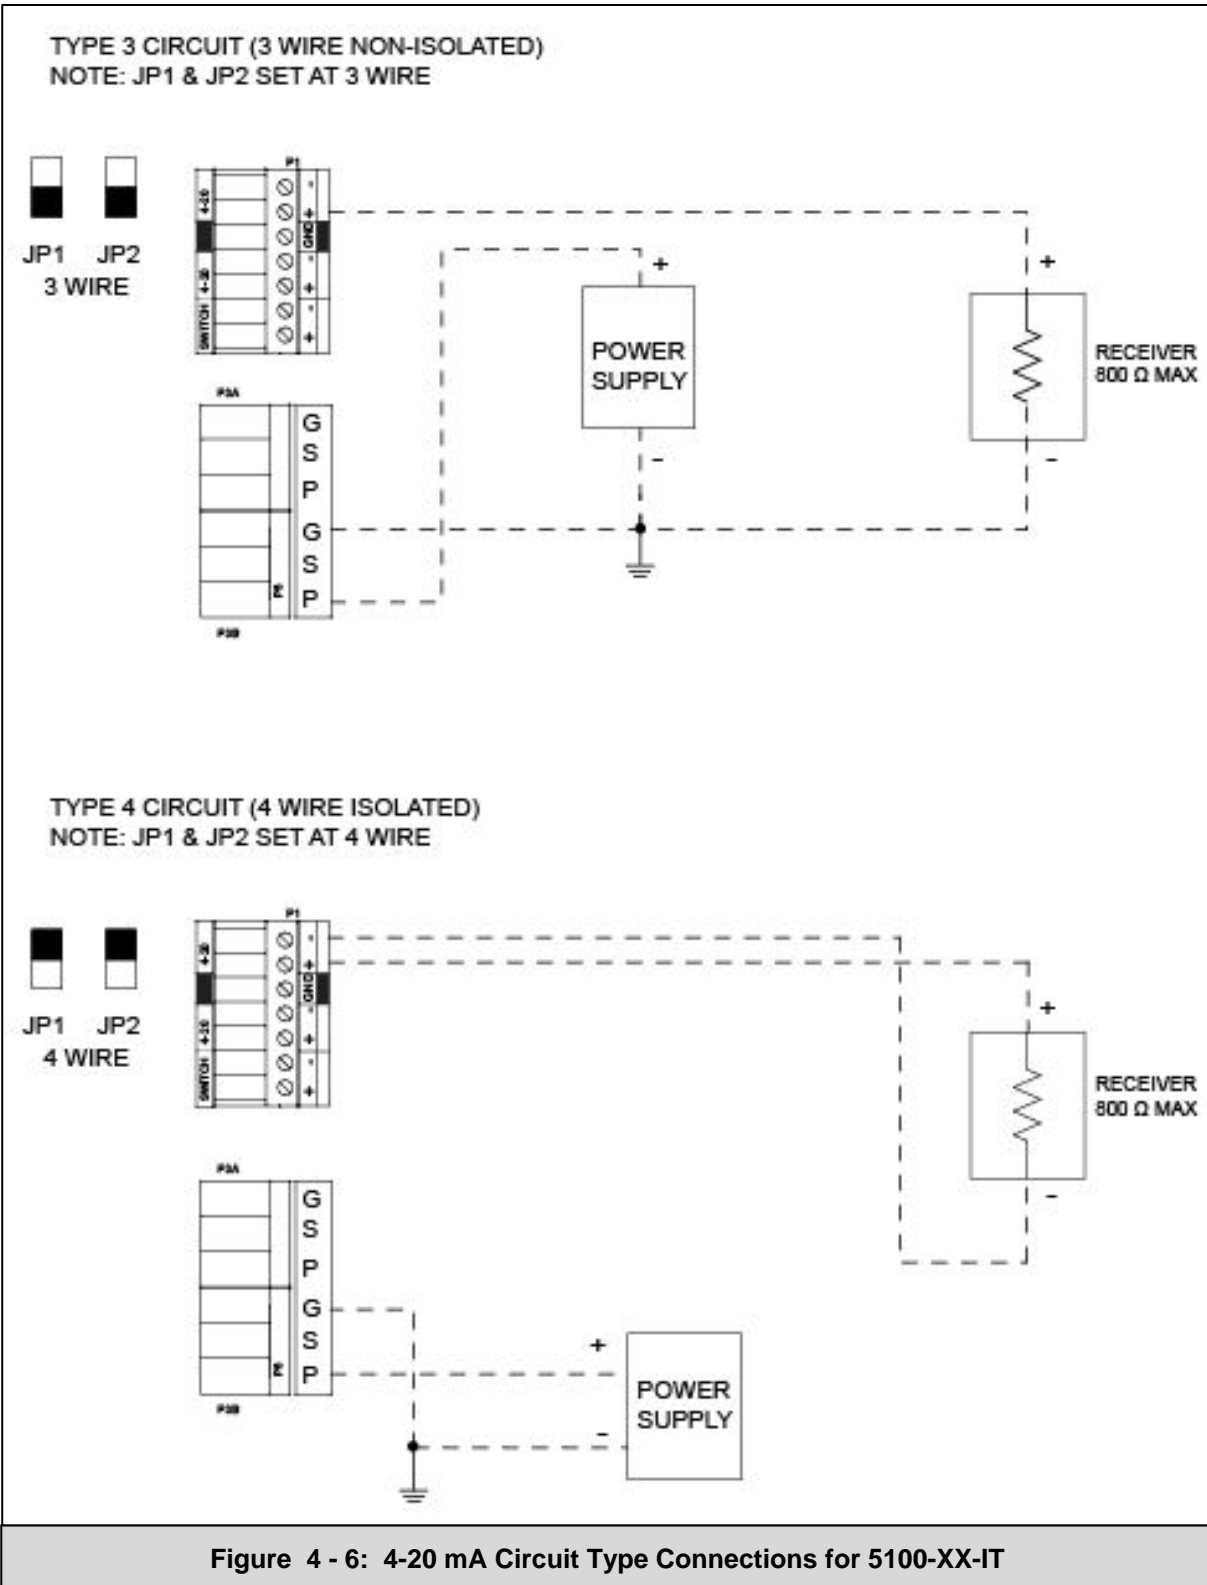 TYPE 3 CIRCUIT (3 WIRE NON-ISOLATED)
NOTE: JP1 & JP2 SET AT 3 WIRE
JP1 JP2
3 WIRE
P1
4-20
4-20
SWITCH
-
+
GND
-
+
-
+
P3A
G
S
P
G
S
P
P3B
+
POWER
SUPPLY
-
+
RECEIVER
800 Ω MAX
-
TYPE 4 CIRCUIT (4 WIRE ISOLATED)
NOTE: JP1 & JP2 SET AT 4 WIRE
JP1 JP2
4 WIRE
P1
4-20
4-20
SWITCH
-
+
GND
-
+
-
+
+
RECEIVER
800 Ω MAX
-
P3A
G
S
P
G
S
P
P3B
+
POWER
SUPPLY
-
Figure 4 - 6: 4-20 mA Circuit Type Connections for 5100-XX-IT